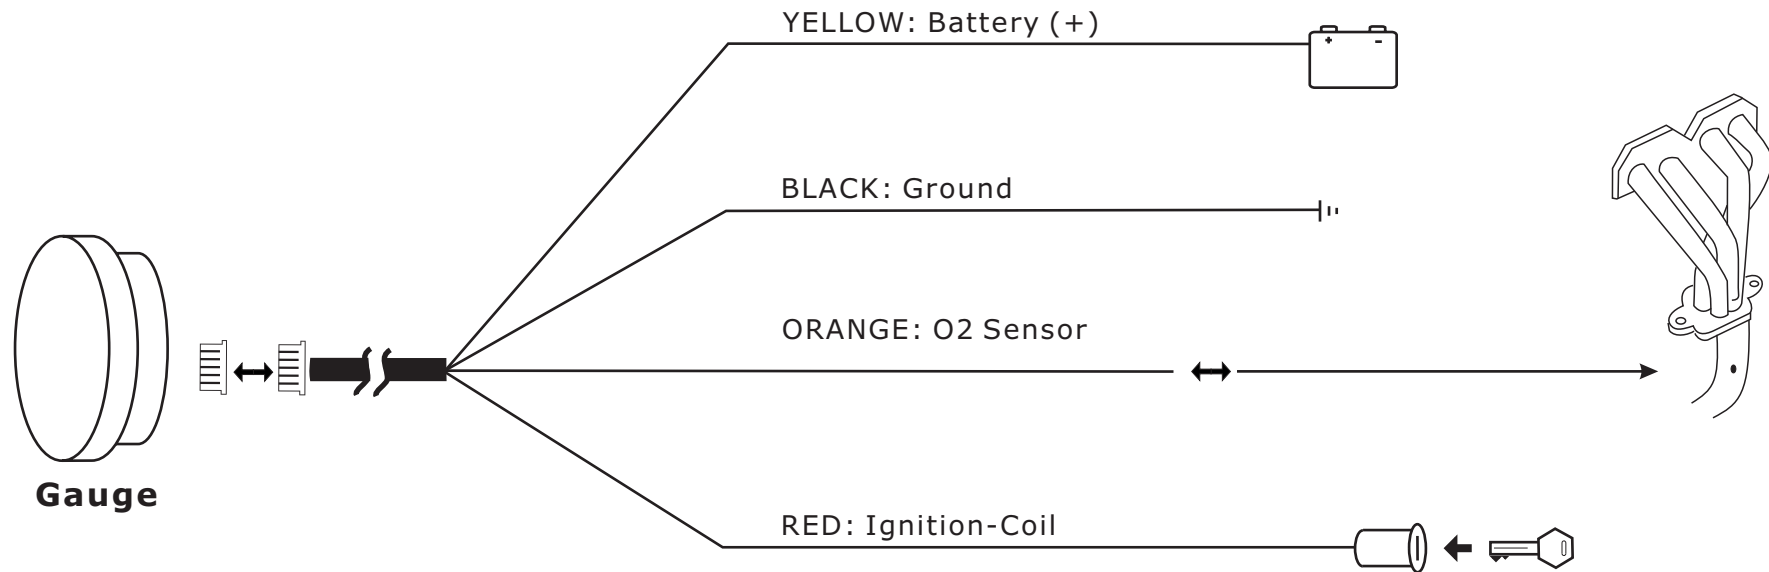 YELLOW: Battery (+)
BLACK: Ground
ORANGE: O2 Sensor
Gauge
RED: Ignition-Coil